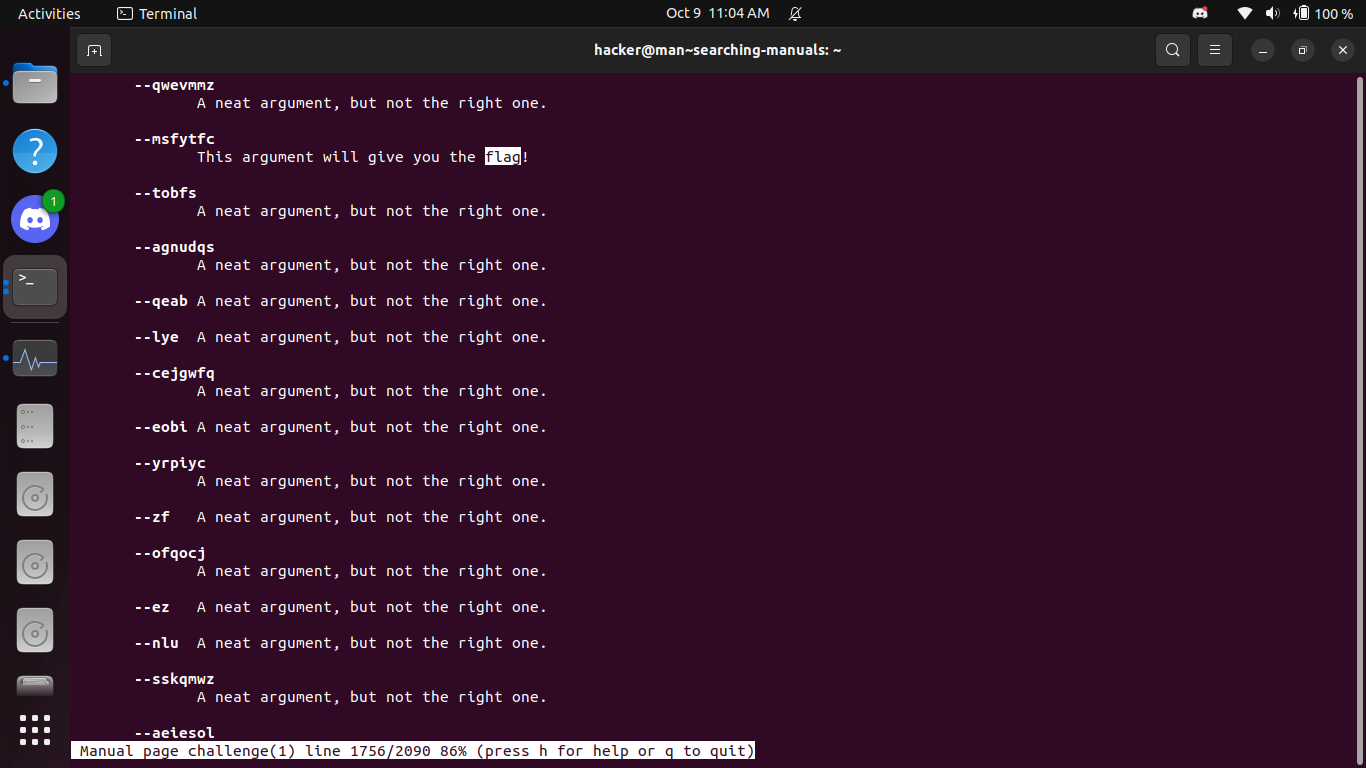 Activities Terminal Oct 9 11:04 AM 100 %
hacker@man~searching-manuals: ~
--qwevmmz
A neat argument, but not the right one.
--msfytfc
This argument will give you the flag!
--tobfs
A neat argument, but not the right one.
--agnudqs
A neat argument, but not the right one.
--qeab A neat argument, but not the right one.
--lye A neat argument, but not the right one.
--cejgwfq
A neat argument, but not the right one.
--eobi A neat argument, but not the right one.
--yrpiyc
A neat argument, but not the right one.
--zf A neat argument, but not the right one.
--ofqocj
A neat argument, but not the right one.
--ez A neat argument, but not the right one.
--nlu A neat argument, but not the right one.
--sskqmwz
A neat argument, but not the right one.
--aeiesol
Manual page challenge(1) line 1756/2090 86% (press h for help or q to quit)
?
1
>_